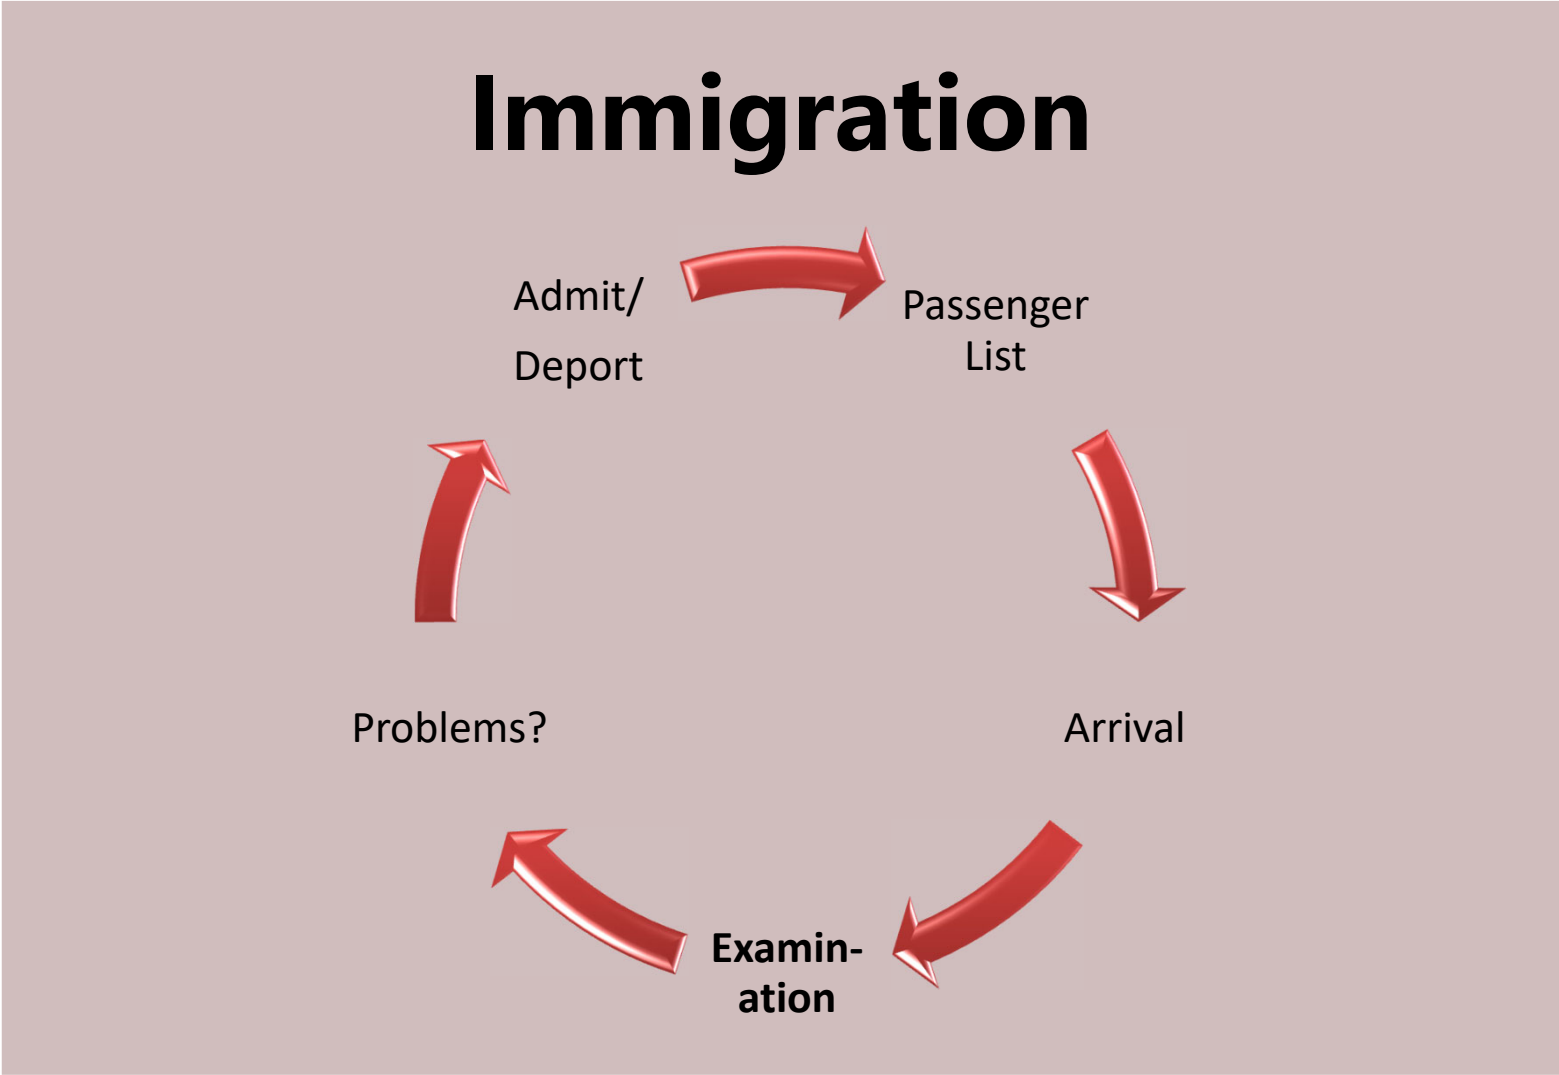 Immigration
Admit/
Deport
Passenger
List
Arrival
Examin-
ation
Problems?